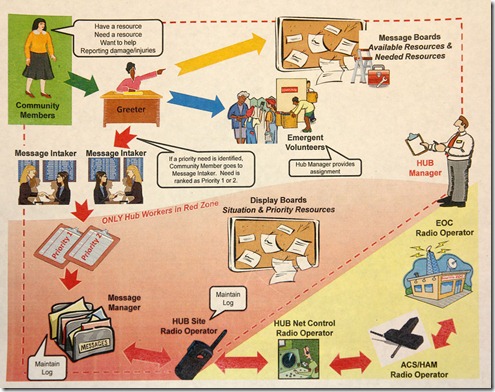 Have a resource
Need a resource
Want to help
Reporting damage/injuries
Community
Members
Greeter
Message Boards
Available Resources &
Needed Resources
Emergent
Volunteers
Hub Manager provides
assignment
HUB
Manager
Message Intaker
Message Intaker
If a priority need is identified,
Community Member goes to
Message Intaker. Need is
ranked as Priority 1 or 2.
ONLY Hub Workers in Red Zone
Display Boards
Situation & Priority Resources
Priority 1
Priority 2
EOC
Radio Operator
Message
Manager
MESSAGES
Maintain
Log
Maintain
Log
HUB Site
Radio Operator
HUB Net Control
Radio Operator
ACS/HAM
Radio Operator